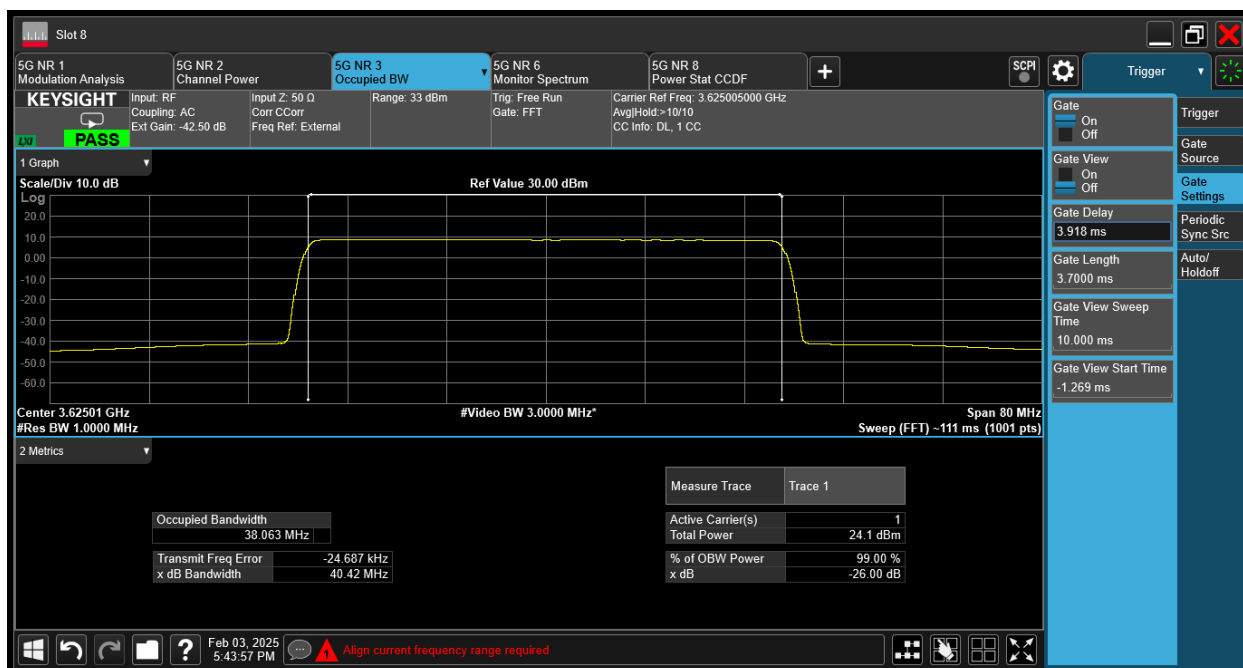 Slot 8
5G NR 1
Modulation Analysis
5G NR 2
Channel Power
5G NR 3
Occupied BW
5G NR 6
Monitor Spectrum
5G NR 8
Power Stat CCDF
SCPI
Trigger
KEYSIGHT
LXI
PASS
Input: RF
Coupling: AC
Ext Gain: -42.50 dB
Input Z: 50 Ω
Corr CCorr
Freq Ref: External
Range: 33 dBm
Trig: Free Run
Gate: FFT
Carrier Ref Freq: 3.625005000 GHz
Avg|Hold:>10/10
CC Info: DL, 1 CC
1 Graph
Scale/Div 10.0 dB
Ref Value 30.00 dBm
Log
20.0
10.0
0.00
-10.0
-20.0
-30.0
-40.0
-50.0
-60.0
Center 3.62501 GHz
#Video BW 3.0000 MHz*
Span 80 MHz
#Res BW 1.0000 MHz
Sweep (FFT) ~111 ms (1001 pts)
2 Metrics
Measure Trace
Trace 1
Occupied Bandwidth
38.063 MHz
Active Carrier(s)
1
Total Power
24.1 dBm
Transmit Freq Error
-24.687 kHz
x dB Bandwidth
40.42 MHz
% of OBW Power
99.00 %
x dB
-26.00 dB
Gate
On
Off
Gate View
On
Off
Gate Delay
3.918 ms
Gate Length
3.7000 ms
Gate View Sweep
Time
10.000 ms
Gate View Start Time
-1.269 ms
Trigger
Gate
Source
Gate
Settings
Periodic
Sync Src
Auto/
Holdoff
?
Feb 03, 2025
5:43:57 PM
1
Align current frequency range required